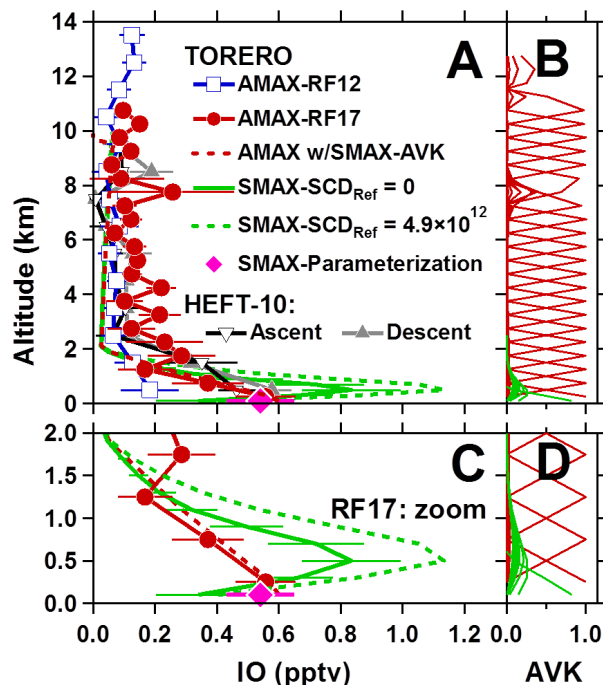 14
12
10
8
6
4
2
0
Altitude (km)
TORERO
AMAX-RF12
AMAX-RF17
AMAX w/SMAX-AVK
SMAX-SCDRef = 0
SMAX-SCDRef = 4.9×10^12
SMAX-Parameterization
HEFT-10:
Ascent
Descent
A
B
2.0
1.5
1.0
0.5
0.0
C
RF17: zoom
D
0.0
0.2
0.4
0.6
0.8
1.0
1.2
IO (pptv)
0.0
1.0
AVK